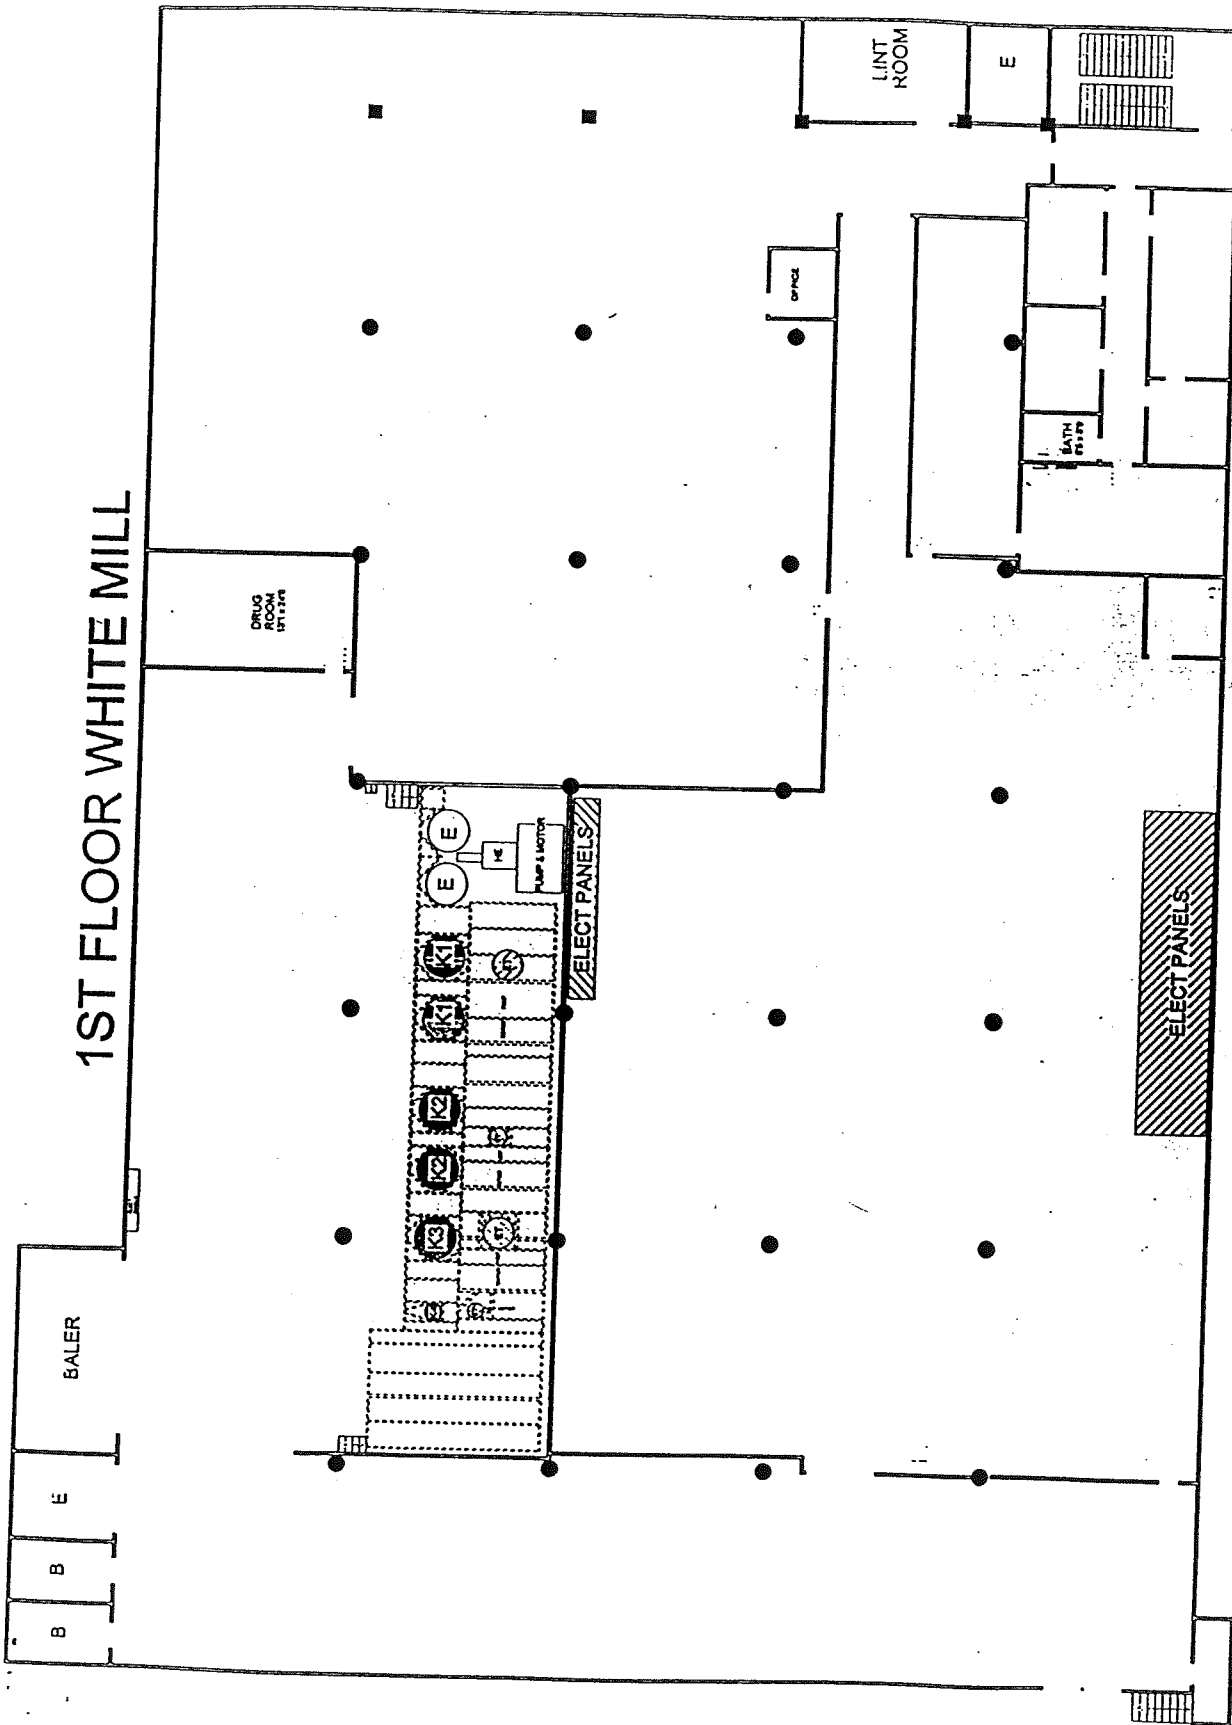 1ST FLOOR WHITE MILL
B
B
E
BALER
DRUG
ROOM
LINT
ROOM
E
OFFICE
BATH
K3
K2
K2
K1
K1
E
E
HE
PUMP & MOTOR
ELECT PANELS
ELECT PANELS